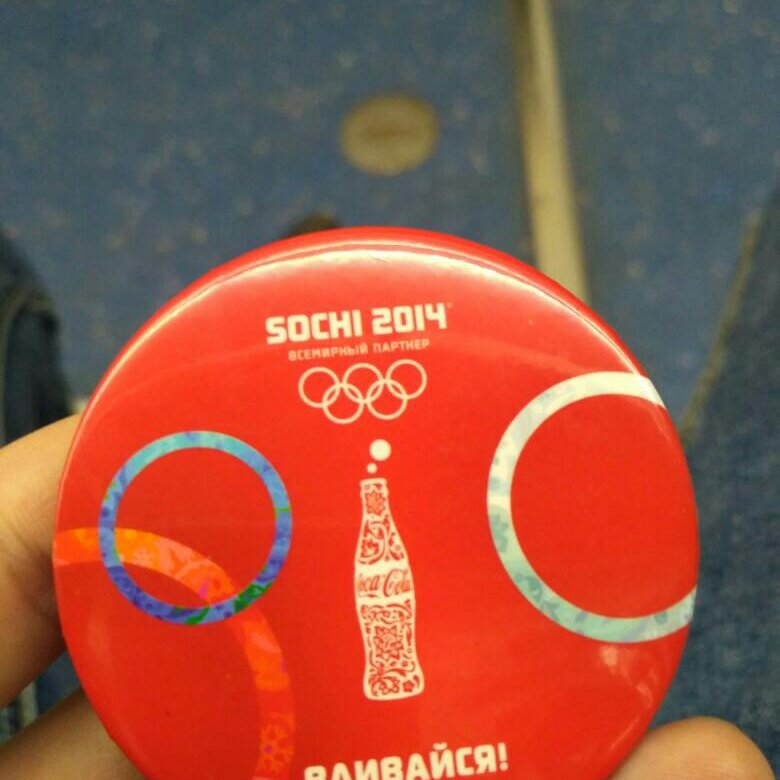 SOCHI 2014
ВСЕМИРНЫЙ ПАРТНЕР
Coca-Cola
ВЛИВАЙСЯ!